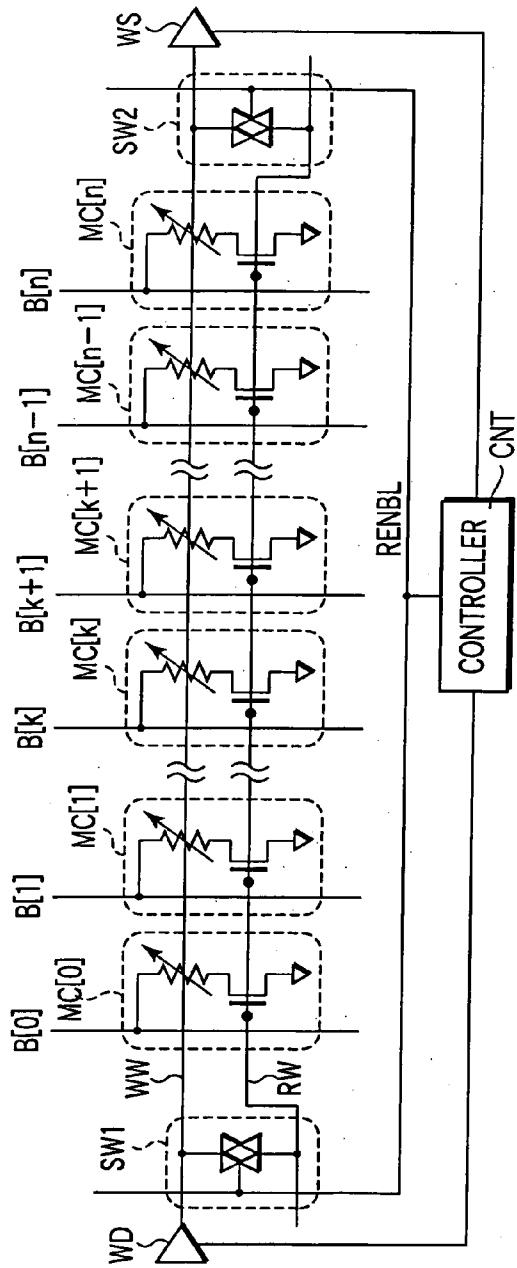 WD
SW1
WW
RW
B[0]
MC[0]
B[1]
MC[1]
B[k]
MC[k]
B[k+1]
MC[k+1]
B[n-1]
MC[n-1]
B[n]
MC[n]
SW2
WS
RENBL
CONTROLLER
CNT